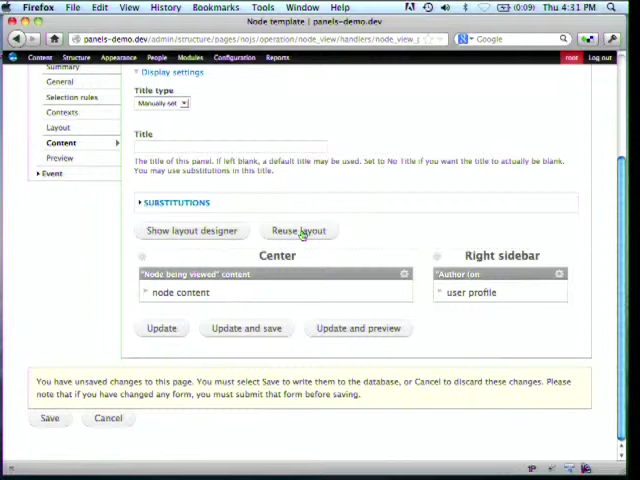 Firefox File Edit View History Bookmarks Tools Window Help (0:09) Thu 4:31 PM
Node template | panels-demo.dev
panels-demo.dev/admin/structure/pages/nojs/operation/node_view/handlers/node_view_p Google
Content Structure Appearance People Modules Configuration Reports root Log out
Summary
General
Selection rules
Contexts
Layout
Content
Preview
Event
Display settings
Title type
Manually set
Title
The title of this panel. If left blank, a default title may be used. Set to No Title if you want the title to actually be blank.
You may use substitutions in this title.
SUBSTITUTIONS
Show layout designer Reuse layout
Center Right sidebar
"Node being viewed" content "Author (on
node content user profile
Update Update and save Update and preview
You have unsaved changes to this page. You must select Save to write them to the database, or Cancel to discard these changes. Please
note that if you have changed any form, you must submit that form before saving.
Save Cancel